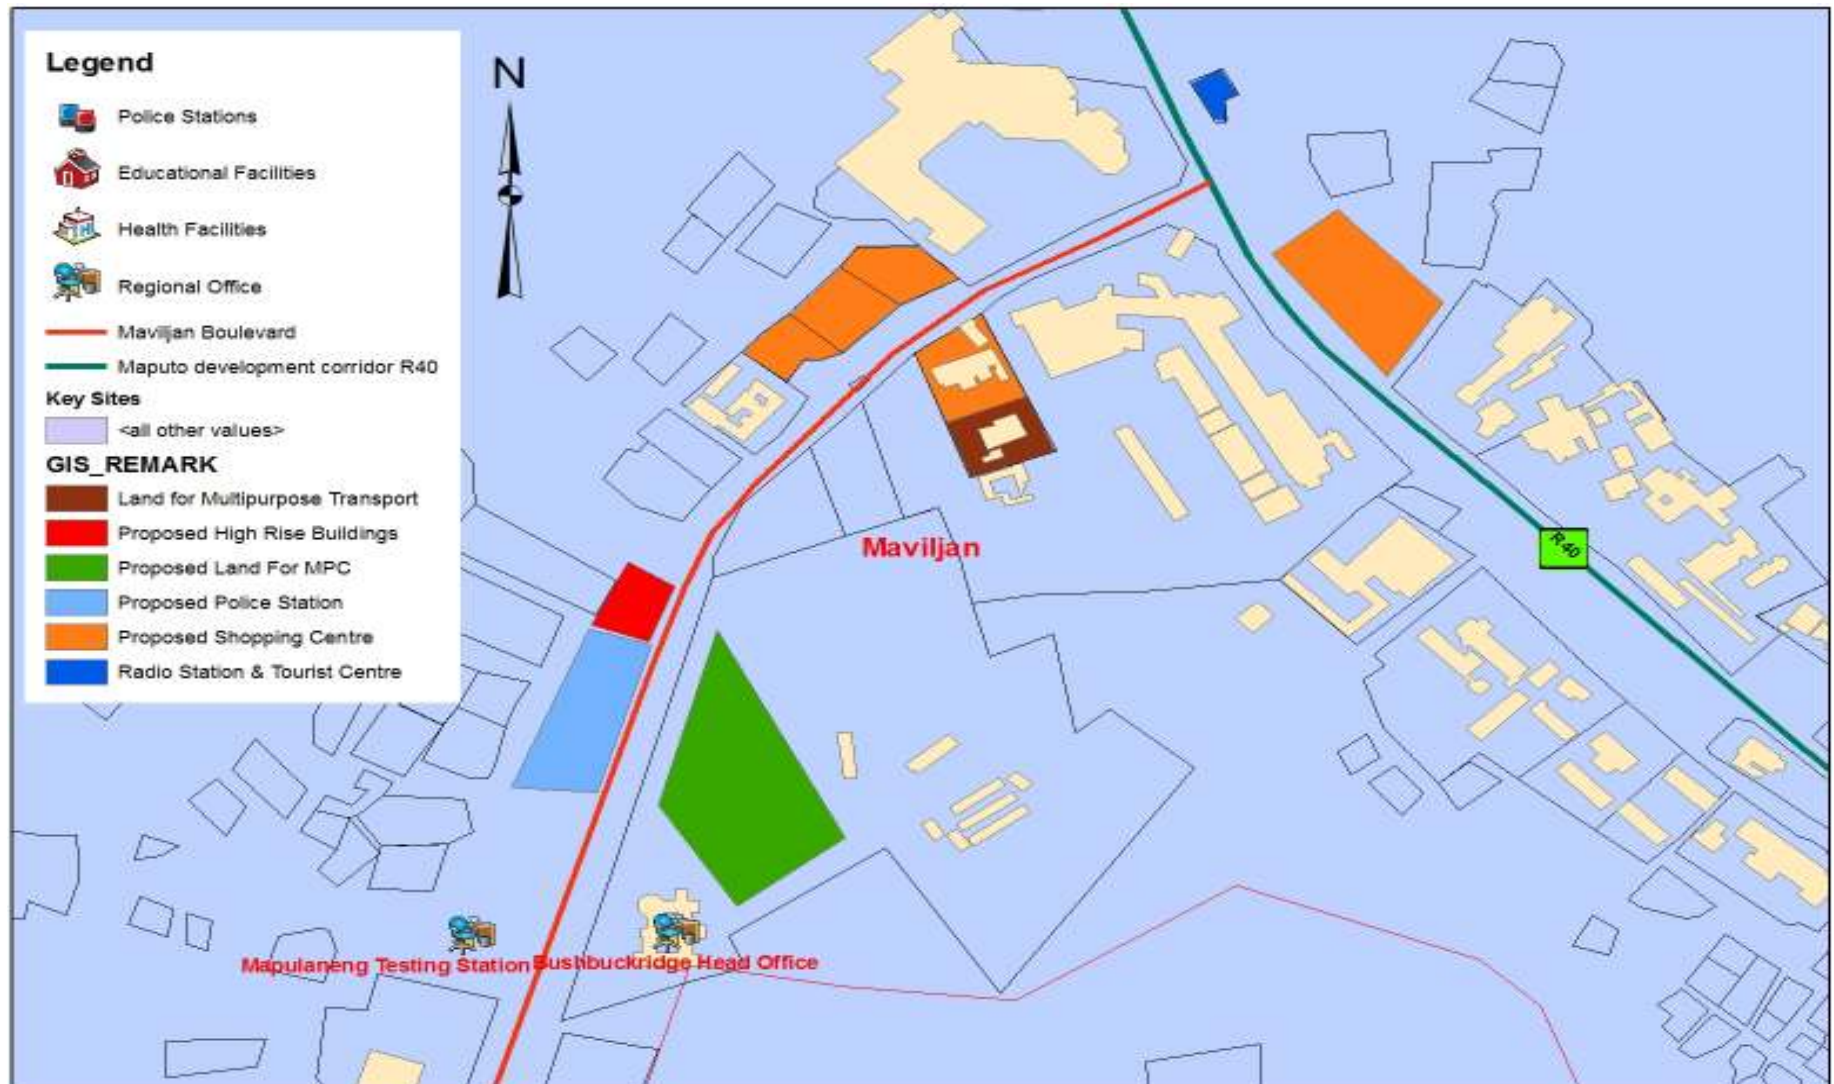 Legend
Police Stations
Educational Facilities
Health Facilities
Regional Office
Maviljan Boulevard
Maputo development corridor R40
Key Sites
<all other values>
GIS_REMARK
Land for Multipurpose Transport
Proposed High Rise Buildings
Proposed Land For MPC
Proposed Police Station
Proposed Shopping Centre
Radio Station & Tourist Centre
N
Maviljan
R40
Mapulaneng Testing Station
Bushbuckridge Head Office